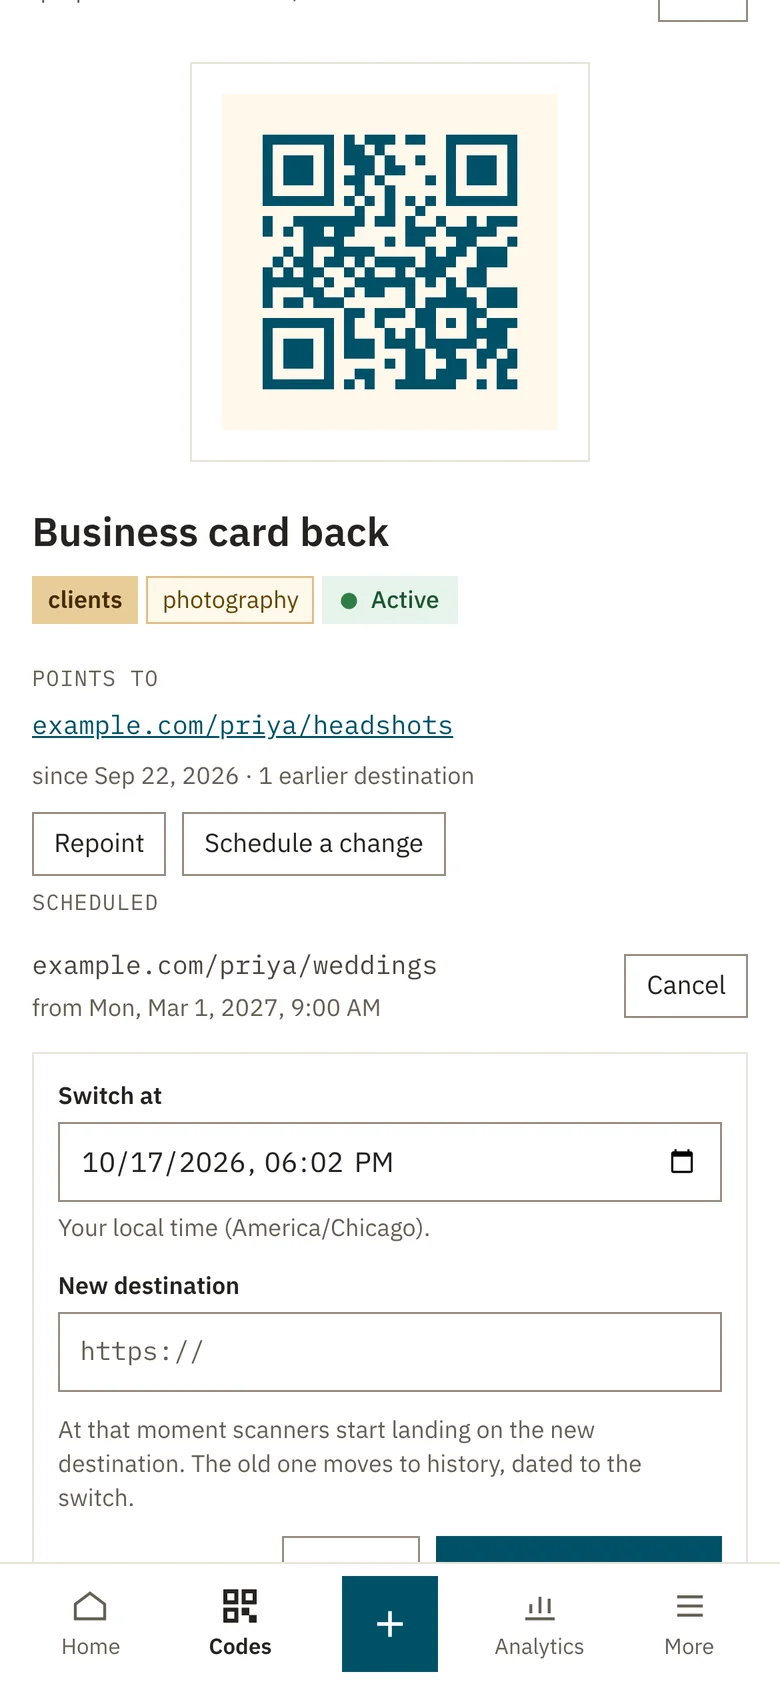 Business card back
clients photography Active
POINTS TO
example.com/priya/headshots
since Sep 22, 2026 · 1 earlier destination
Repoint Schedule a change
SCHEDULED
example.com/priya/weddings
from Mon, Mar 1, 2027, 9:00 AM
Cancel
Switch at
10/17/2026, 06:02 PM
Your local time (America/Chicago).
New destination
https://
At that moment scanners start landing on the new
destination. The old one moves to history, dated to the
switch.
Home Codes + Analytics More